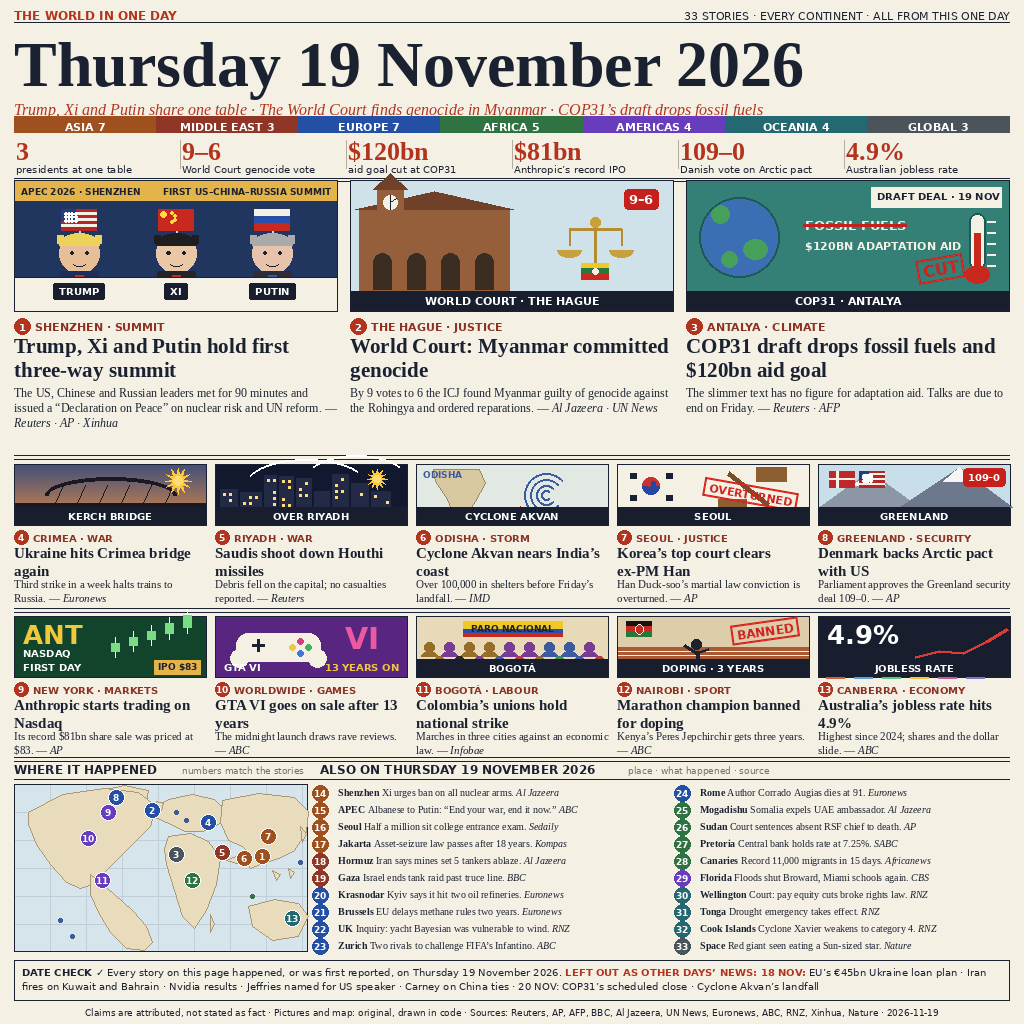 THE WORLD IN ONE DAY
33 STORIES · EVERY CONTINENT · ALL FROM THIS ONE DAY
Thursday 19 November 2026
Trump, Xi and Putin share one table · The World Court finds genocide in Myanmar · COP31's draft drops fossil fuels
ASIA 7 MIDDLE EAST 3 EUROPE 7 AFRICA 5 AMERICAS 4 OCEANIA 4 GLOBAL 3
3
presidents at one table
9–6
World Court genocide vote
$120bn
aid goal cut at COP31
$81bn
Anthropic's record IPO
109–0
Danish vote on Arctic pact
4.9%
Australian jobless rate
APEC 2026 · SHENZHEN FIRST US–CHINA–RUSSIA SUMMIT
TRUMP XI PUTIN
1 SHENZHEN · SUMMIT
Trump, Xi and Putin hold first
three-way summit
The US, Chinese and Russian leaders met for 90 minutes and
issued a “Declaration on Peace” on nuclear risk and UN reform. —
Reuters · AP · Xinhua
9–6
WORLD COURT · THE HAGUE
2 THE HAGUE · JUSTICE
World Court: Myanmar committed
genocide
By 9 votes to 6 the ICJ found Myanmar guilty of genocide against
the Rohingya and ordered reparations. — Al Jazeera · UN News
DRAFT DEAL · 19 NOV
FOSSIL FUELS
$120BN ADAPTATION AID
CUT
COP31 · ANTALYA
3 ANTALYA · CLIMATE
COP31 draft drops fossil fuels and
$120bn aid goal
The slimmer text has no figure for adaptation aid. Talks are due to
end on Friday. — Reuters · AFP
KERCH BRIDGE
4 CRIMEA · WAR
Ukraine hits Crimea bridge
again
Third strike in a week halts trains to
Russia. — Euronews
OVER RIYADH
5 RIYADH · WAR
Saudis shoot down Houthi
missiles
Debris fell on the capital; no casualties
reported. — Reuters
ODISHA
CYCLONE AKVAN
6 ODISHA · STORM
Cyclone Akvan nears India's
coast
Over 100,000 in shelters before Friday's
landfall. — IMD
OVERTURNED
SEOUL
7 SEOUL · JUSTICE
Korea's top court clears
ex-PM Han
Han Duck-soo's martial law conviction is
overturned. — AP
109-0
GREENLAND
8 GREENLAND · SECURITY
Denmark backs Arctic pact
with US
Parliament approves the Greenland security
deal 109–0. — AP
ANT
NASDAQ
FIRST DAY
IPO $83
9 NEW YORK · MARKETS
Anthropic starts trading on
Nasdaq
Its record $81bn share sale was priced at
$83. — AP
VI
GTA VI
13 YEARS ON
10 WORLDWIDE · GAMES
GTA VI goes on sale after 13
years
The midnight launch draws rave reviews.
— ABC
PARO NACIONAL
BOGOTÁ
11 BOGOTÁ · LABOUR
Colombia's unions hold
national strike
Marches in three cities against an economic
law. — Infobae
BANNED
DOPING · 3 YEARS
12 NAIROBI · SPORT
Marathon champion banned
for doping
Kenya's Peres Jepchirchir gets three years.
— ABC
4.9%
JOBLESS RATE
13 CANBERRA · ECONOMY
Australia's jobless rate hits
4.9%
Highest since 2024; shares and the dollar
slide. — ABC
WHERE IT HAPPENED numbers match the stories
8
9
2
10
4
7
3
5
6
1
11
12
13
ALSO ON THURSDAY 19 NOVEMBER 2026 place · what happened · source
14 Shenzhen Xi urges ban on all nuclear arms. Al Jazeera
15 APEC Albanese to Putin: “End your war, end it now.” ABC
16 Seoul Half a million sit college entrance exam. Sedaily
17 Jakarta Asset-seizure law passes after 18 years. Kompas
18 Hormuz Iran says mines set 5 tankers ablaze. Al Jazeera
19 Gaza Israel ends tank raid past truce line. BBC
20 Krasnodar Kyiv says it hit two oil refineries. Euronews
21 Brussels EU delays methane rules two years. Euronews
22 UK Inquiry: yacht Bayesian was vulnerable to wind. RNZ
23 Zurich Two rivals to challenge FIFA's Infantino. ABC
24 Rome Author Corrado Augias dies at 91. Euronews
25 Mogadishu Somalia expels UAE ambassador. Al Jazeera
26 Sudan Court sentences absent RSF chief to death. AP
27 Pretoria Central bank holds rate at 7.25%. SABC
28 Canaries Record 11,000 migrants in 15 days. Africanews
29 Florida Floods shut Broward, Miami schools again. CBS
30 Wellington Court: pay equity cuts broke rights law. RNZ
31 Tonga Drought emergency takes effect. RNZ
32 Cook Islands Cyclone Xavier weakens to category 4. RNZ
33 Space Red giant seen eating a Sun-sized star. Nature
DATE CHECK ✓ Every story on this page happened, or was first reported, on Thursday 19 November 2026. LEFT OUT AS OTHER DAYS' NEWS: 18 NOV: EU's €45bn Ukraine loan plan · Iran
fires on Kuwait and Bahrain · Nvidia results · Jeffries named for US speaker · Carney on China ties · 20 NOV: COP31's scheduled close · Cyclone Akvan's landfall
Claims are attributed, not stated as fact · Pictures and map: original, drawn in code · Sources: Reuters, AP, AFP, BBC, Al Jazeera, UN News, Euronews, ABC, RNZ, Xinhua, Nature · 2026-11-19